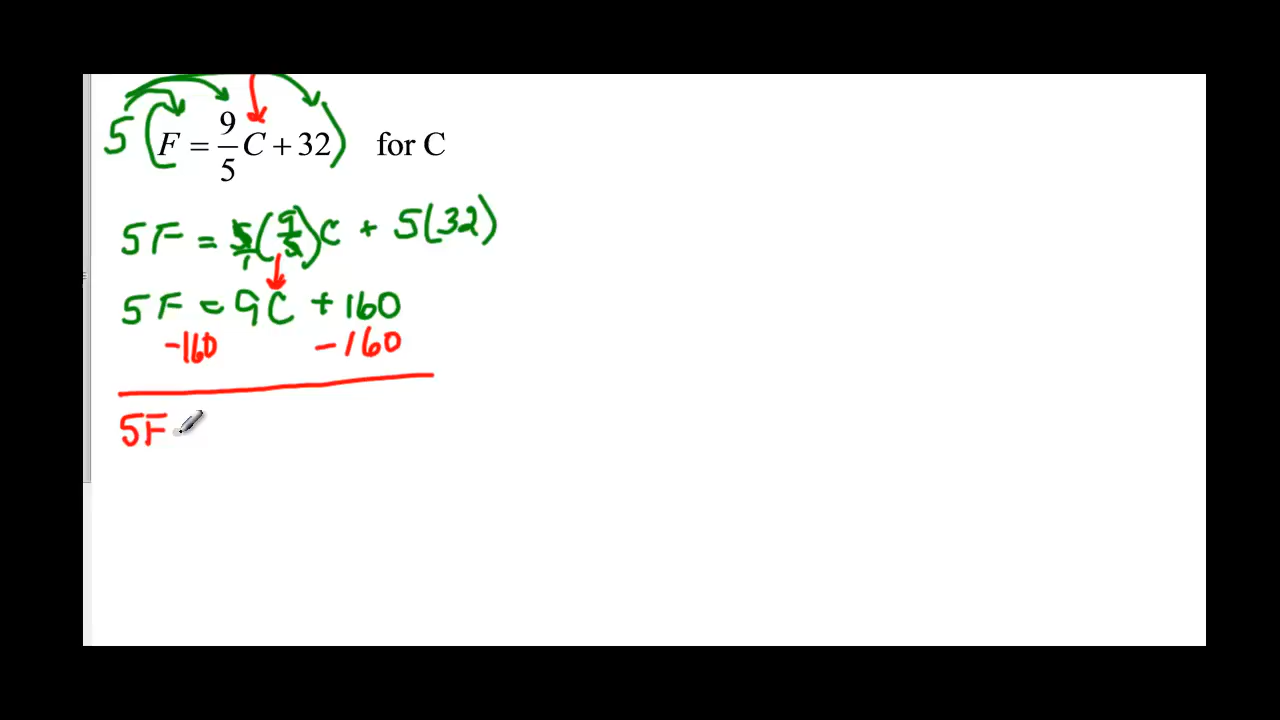 5(F = 9/5 C + 32) for C
5F = 5/1(9/5)C + 5(32)
5F = 9C + 160
-160 -160
5F